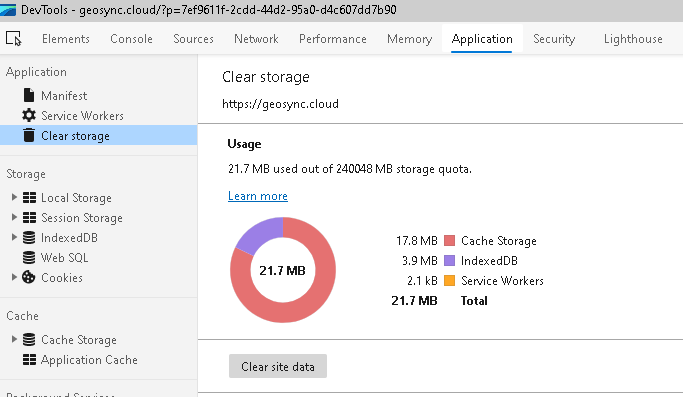 DevTools - geosync.cloud/?p=7ef9611f-2cdd-44d2-95a0-d4c607dd7b90
Elements Console Sources Network Performance Memory Application Security Lighthouse
Application
Manifest
Service Workers
Clear storage
Storage
Local Storage
Session Storage
IndexedDB
Web SQL
Cookies
Cache
Cache Storage
Application Cache
Background Services
Clear storage
https://geosync.cloud
Usage
21.7 MB used out of 240048 MB storage quota.
Learn more
21.7 MB
17.8 MB Cache Storage
3.9 MB IndexedDB
2.1 kB Service Workers
21.7 MB Total
Clear site data